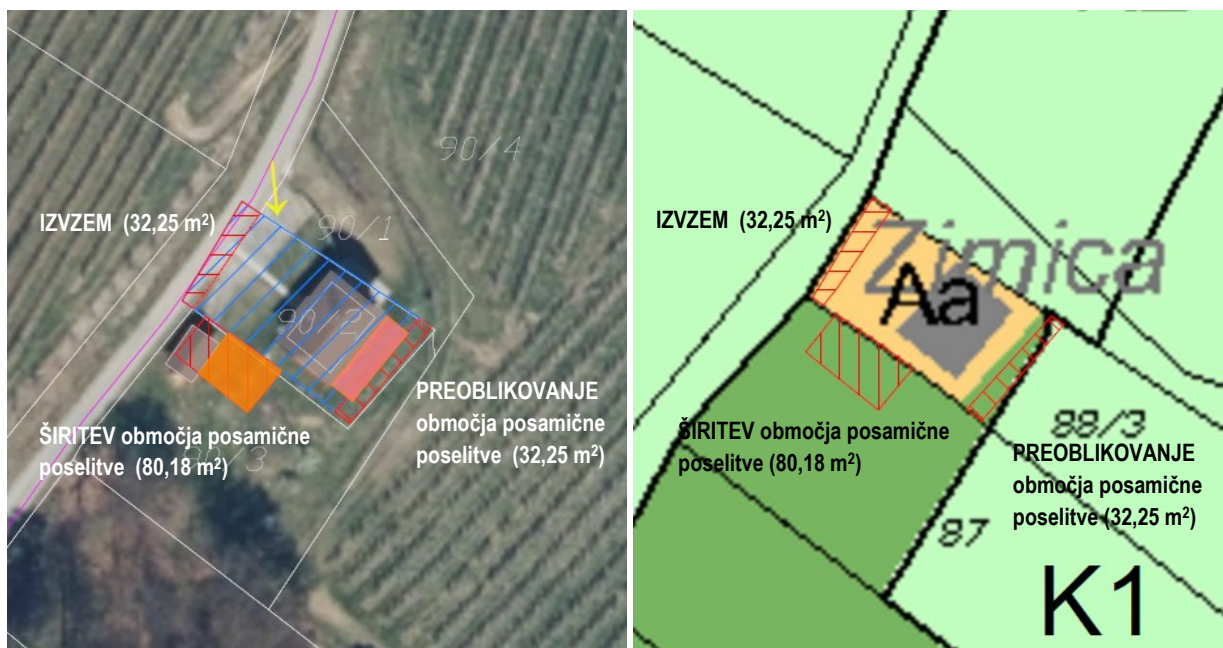 90/4
IZVZEM (32,25 m²)
90/1
90/2
PREOBLIKOVANJE
območja posamične
poselitve (32,25 m²)
ŠIRITEV območja posamične
poselitve (80,18 m²)
IZVZEM (32,25 m²)
Zimica
Aa
ŠIRITEV območja posamične
poselitve (80,18 m²)
88/3
PREOBLIKOVANJE
območja posamične
poselitve (32,25 m²)
87
K1